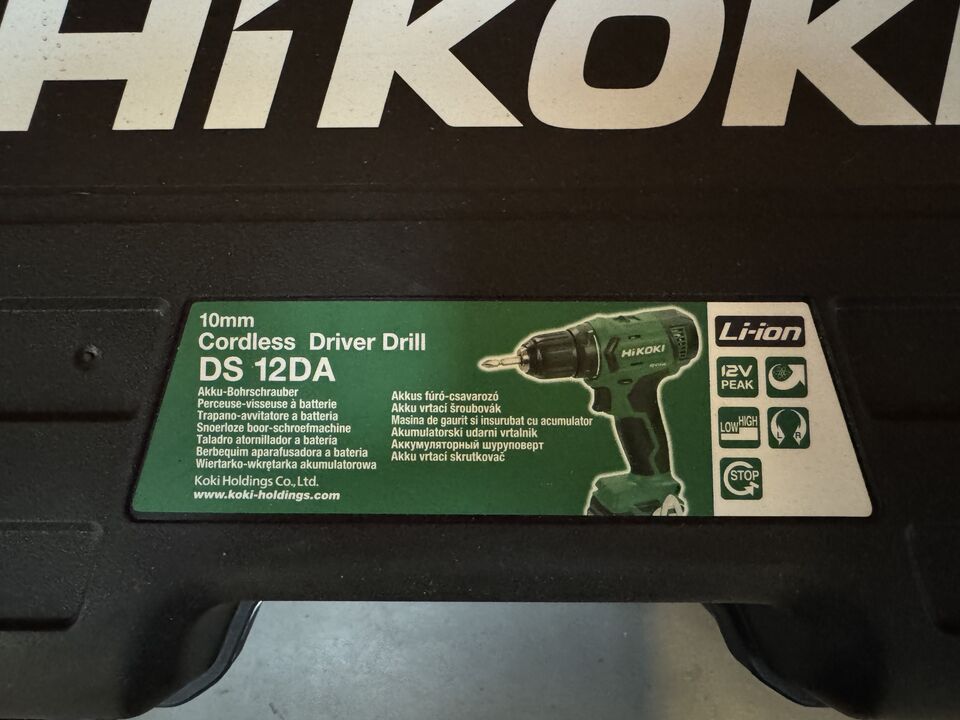 HiKOKI
10mm
Cordless Driver Drill
DS 12DA
Akku-Bohrschrauber
Perceuse-visseuse à batterie
Trapano-avvitatore a batteria
Snoerloze boor-schroefmachine
Taladro atornillador a bateria
Berbequim aparafusadora a bateria
Wiertarko-wkrętarka akumulatorowa
Koki Holdings Co., Ltd.
www.koki-holdings.com
Akkus fúró-csavarozó
Akku vrtací šroubovák
Masina de gaurit si insurubat cu acumulator
Akumulatorski udarni vrtalnik
Аккумуляторный шуруповерт
Akku vrtací skrutkovač
HiKOKI
Li-ion
12V
PEAK
LOW HIGH
L R
STOP